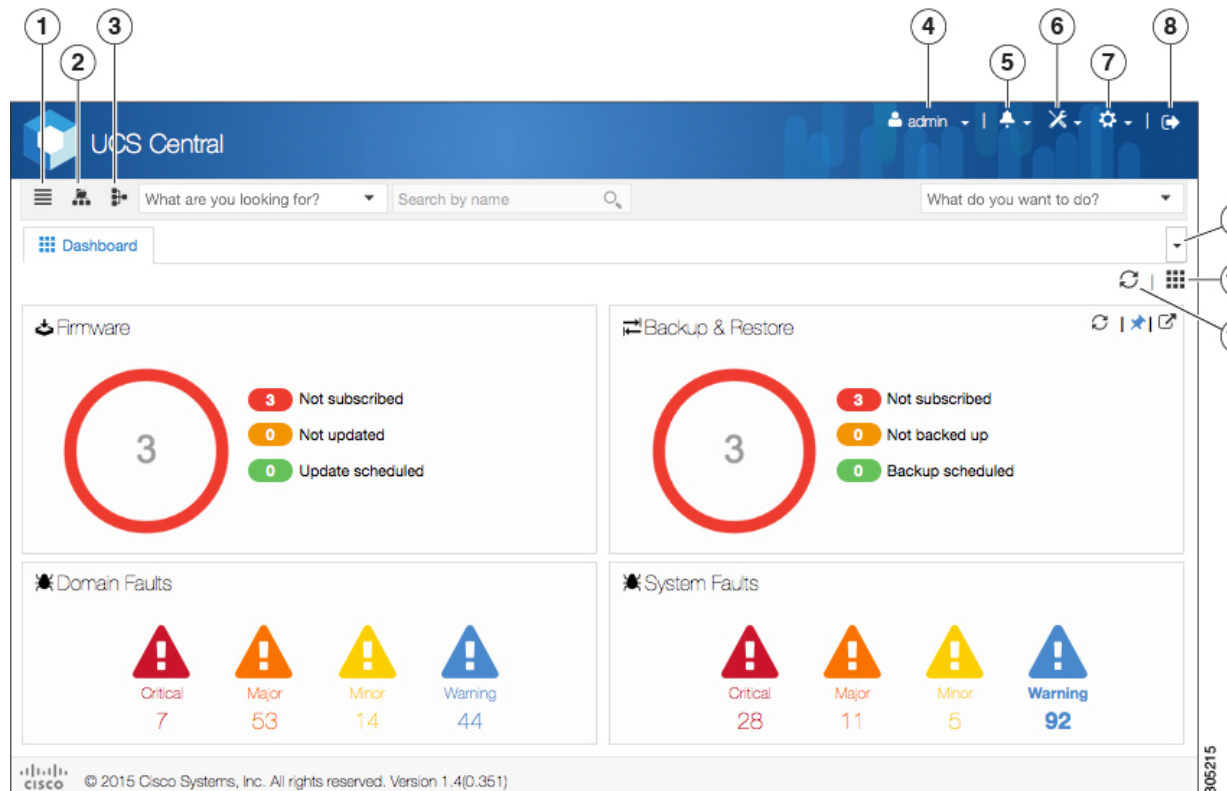 1
3
4
6
8
2
5
7
UCS Central
admin
What are you looking for?
Search by name
What do you want to do?
Dashboard
Firmware
3
3 Not subscribed
0 Not updated
0 Update scheduled
Backup & Restore
3
3 Not subscribed
0 Not backed up
0 Backup scheduled
Domain Faults
Critical Major Minor Warning
7 53 14 44
System Faults
Critical Major Minor Warning
28 11 5 92
CISCO © 2015 Cisco Systems, Inc. All rights reserved. Version 1.4(0.351)
305215